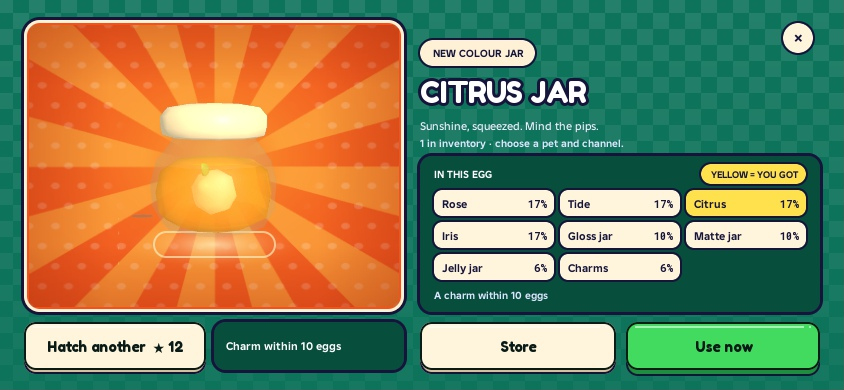 NEW COLOUR JAR
×
CITRUS JAR
Sunshine, squeezed. Mind the pips.
1 in inventory · choose a pet and channel.
IN THIS EGG
YELLOW = YOU GOT
Rose 17%
Tide 17%
Citrus 17%
Iris 17%
Gloss jar 10%
Matte jar 10%
Jelly jar 6%
Charms 6%
A charm within 10 eggs
Hatch another ★ 12
Charm within 10 eggs
Store
Use now